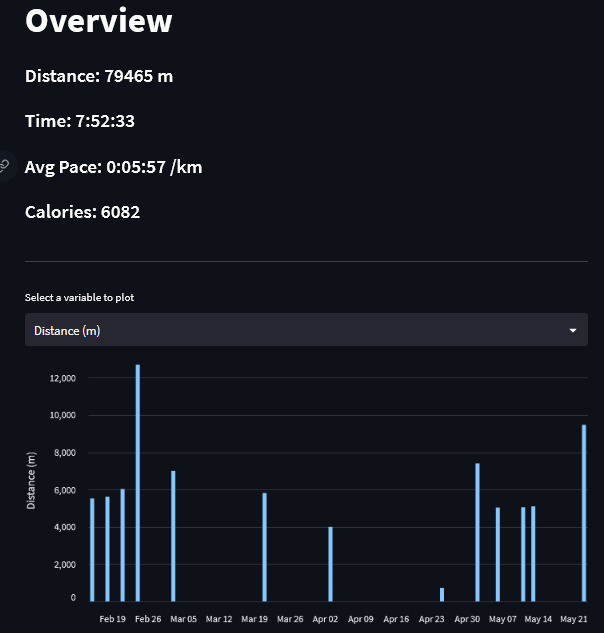 Overview
Distance: 79465 m
Time: 7:52:33
Avg Pace: 0:05:57 /km
Calories: 6082
Select a variable to plot
Distance (m)
12,000
10,000
8,000
6,000
4,000
2,000
0
Distance (m)
Feb 19 Feb 26 Mar 05 Mar 12 Mar 19 Mar 26 Apr 02 Apr 09 Apr 16 Apr 23 Apr 30 May 07 May 14 May 21